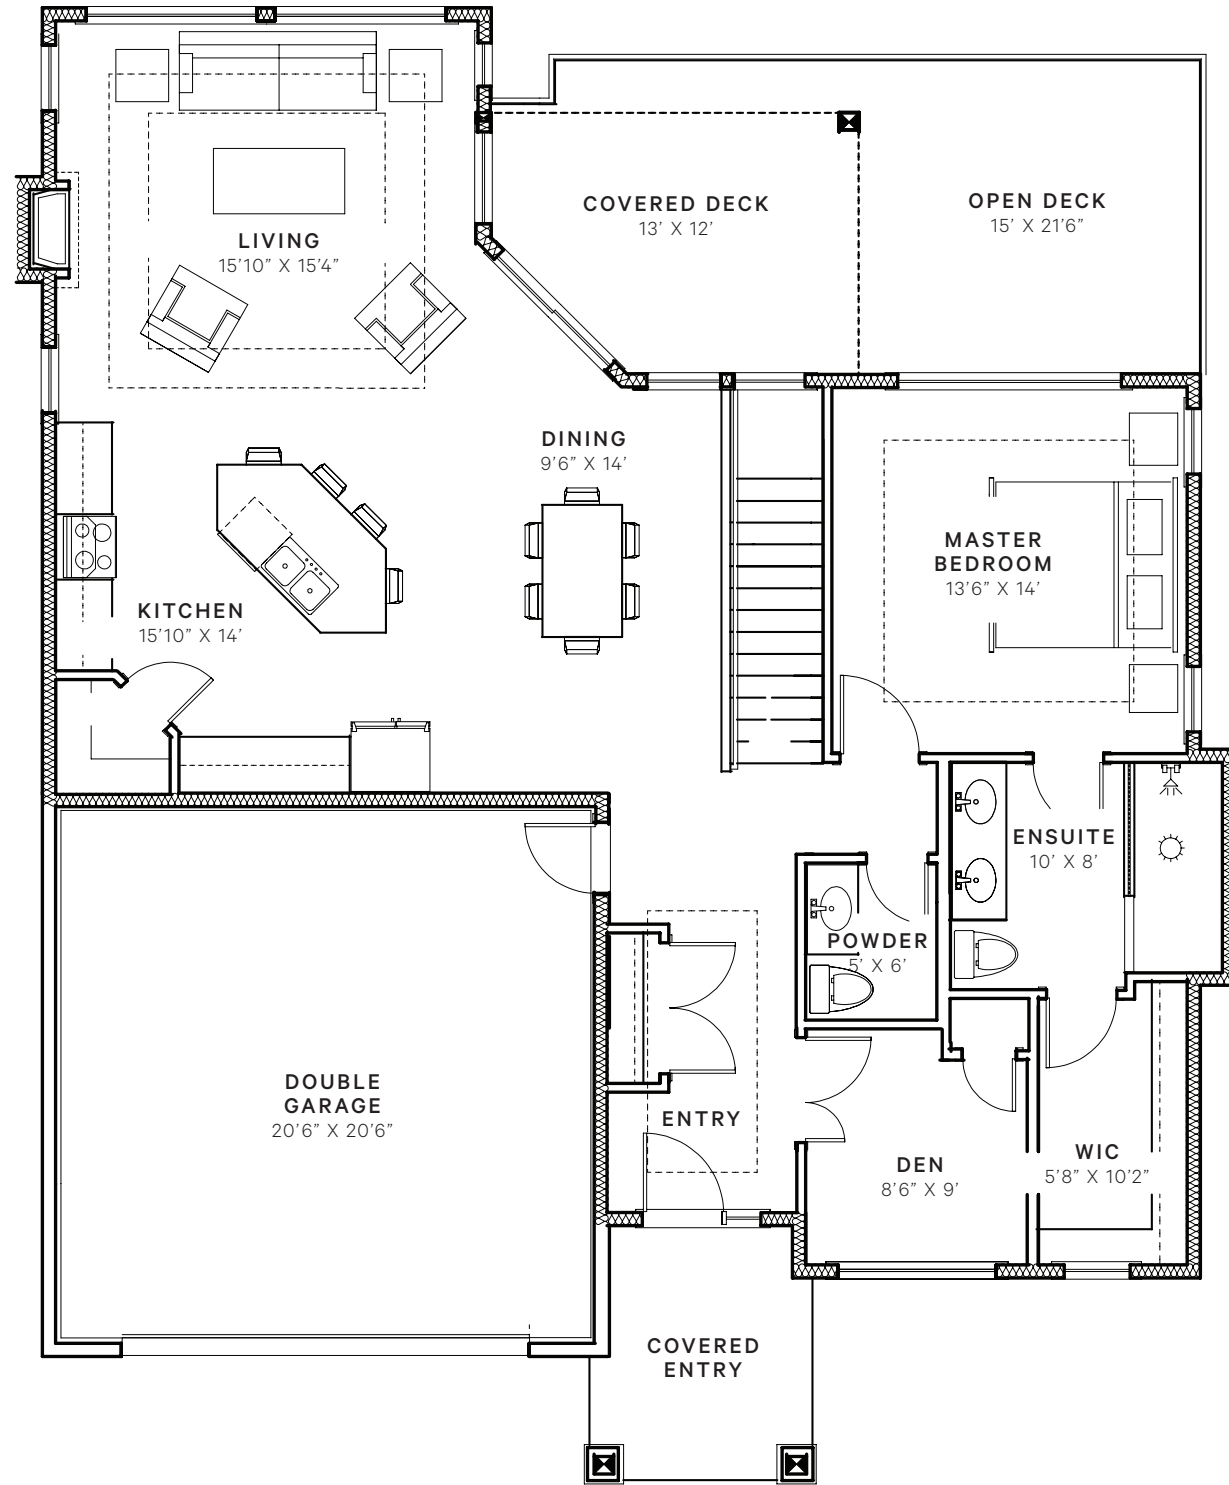 COVERED DECK
13’ X 12’
OPEN DECK
15’ X 21’6”
LIVING
15’10” X 15’4”
DINING
9’6” X 14’
MASTER
BEDROOM
13’6” X 14’
KITCHEN
15’10” X 14’
ENSUITE
10’ X 8’
POWDER
5’ X 6’
DOUBLE
GARAGE
20’6” X 20’6”
ENTRY
DEN
8’6” X 9’
WIC
5’8” X 10’2”
COVERED
ENTRY